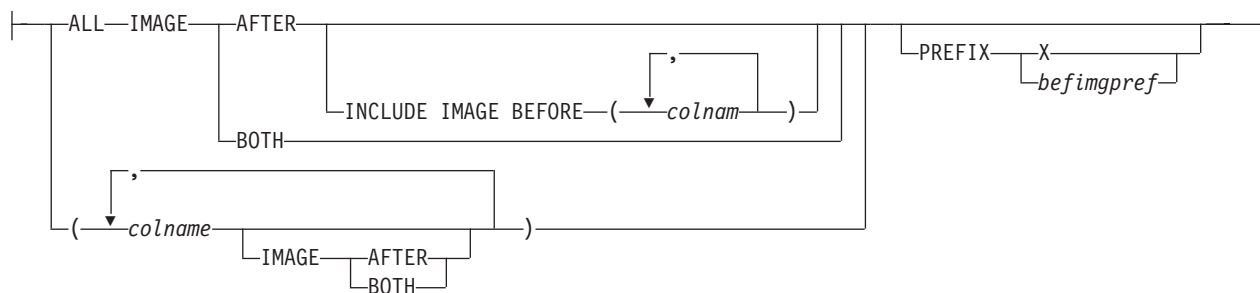 ALL IMAGE AFTER
, PREFIX X
INCLUDE IMAGE BEFORE ( colnam ) befimgpref
BOTH
,
( colname )
IMAGE AFTER
BOTH